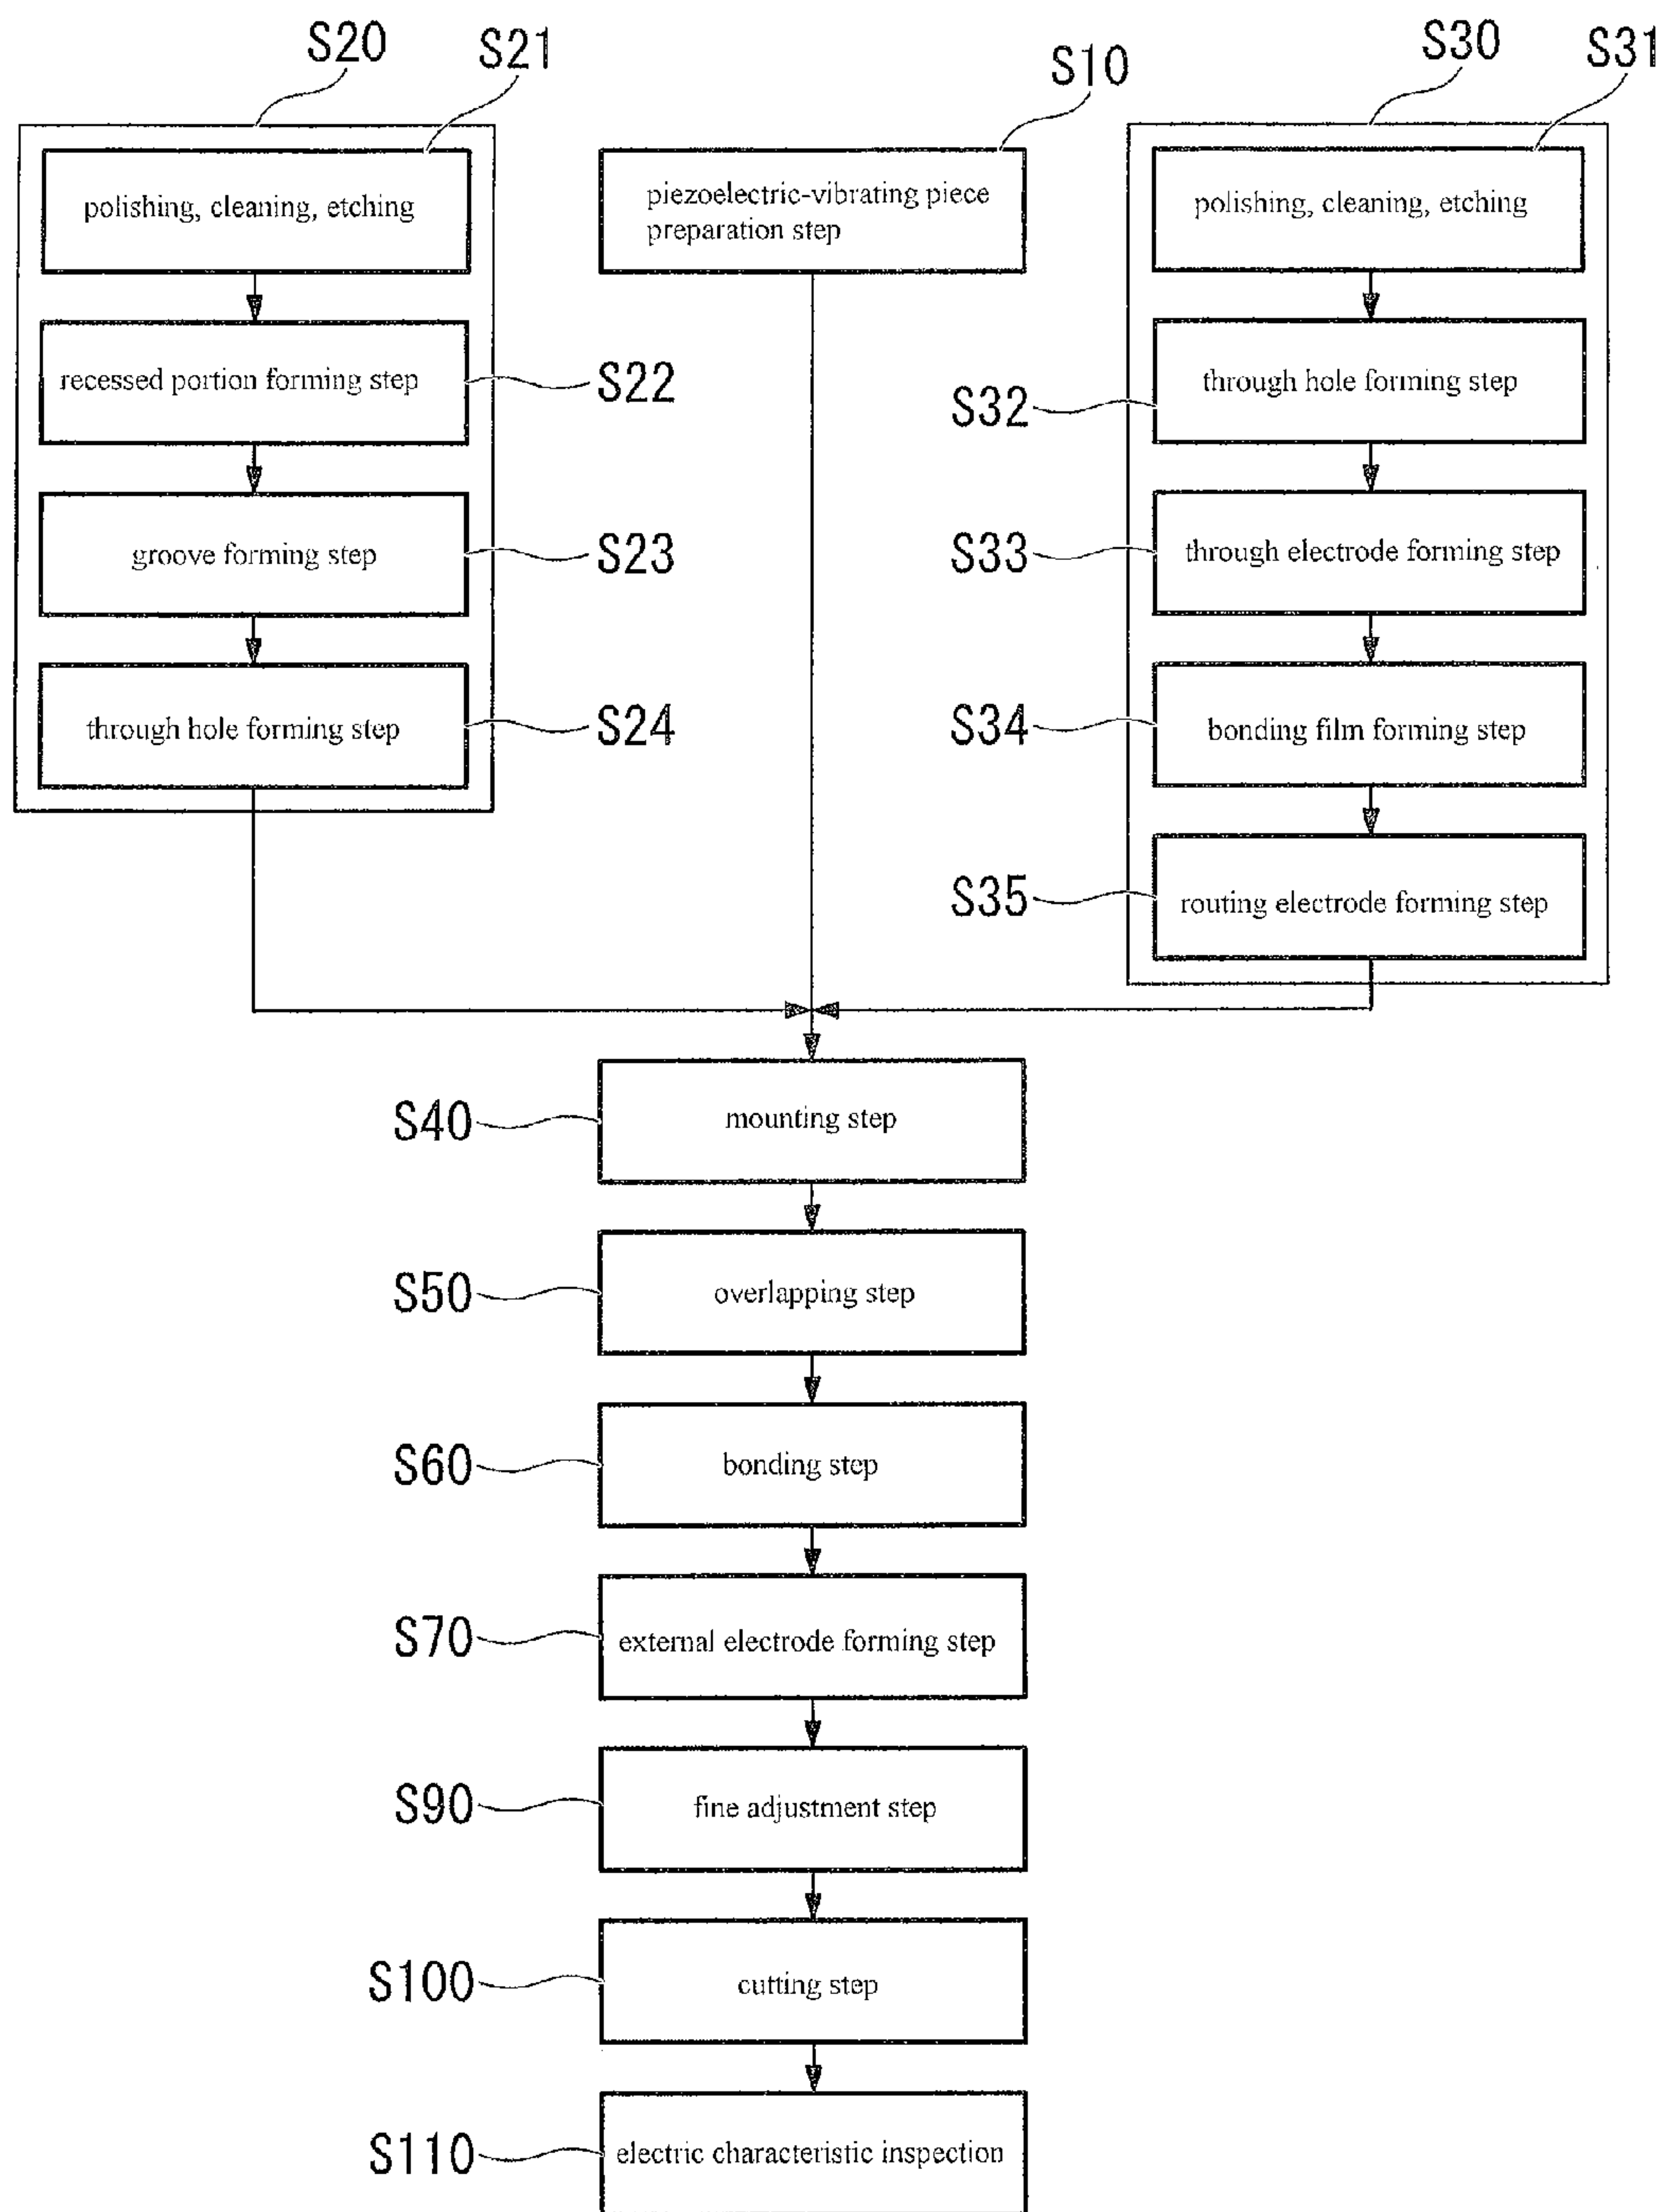 S20
S21
polishing, cleaning, etching
recessed portion forming step
S22
groove forming step
S23
through hole forming step
S24
S10
piezoelectric-vibrating piece
preparation step
S30
S31
polishing, cleaning, etching
through hole forming step
S32
through electrode forming step
S33
bonding film forming step
S34
routing electrode forming step
S35
S40
mounting step
S50
overlapping step
S60
bonding step
S70
external electrode forming step
S90
fine adjustment step
S100
cutting step
S110
electric characteristic inspection